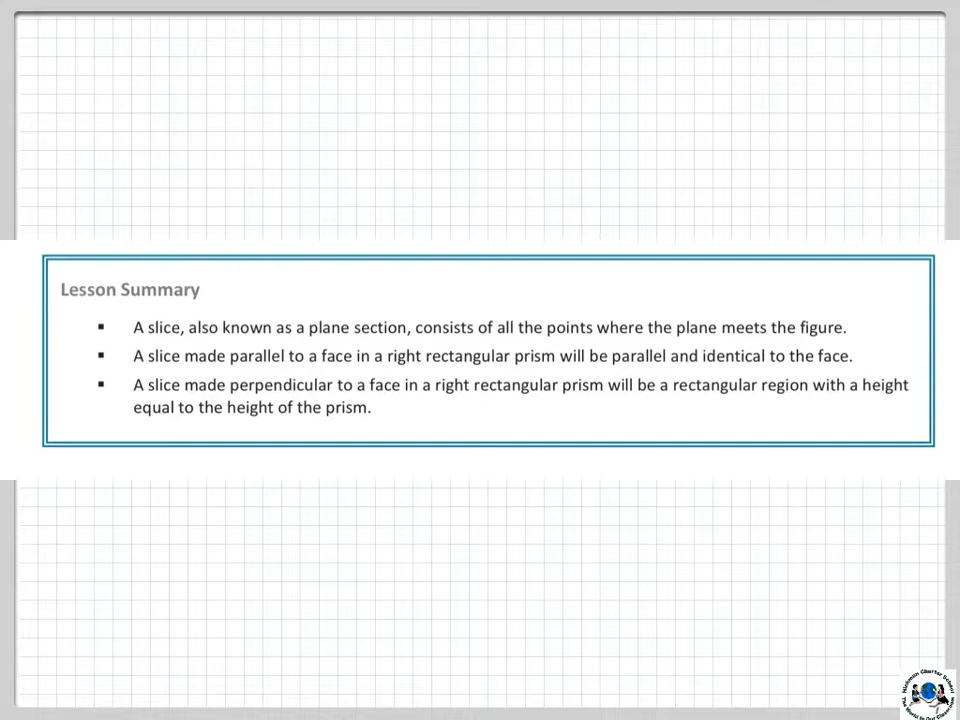 Lesson Summary
▪ A slice, also known as a plane section, consists of all the points where the plane meets the figure.
▪ A slice made parallel to a face in a right rectangular prism will be parallel and identical to the face.
▪ A slice made perpendicular to a face in a right rectangular prism will be a rectangular region with a height
equal to the height of the prism.
Charter School